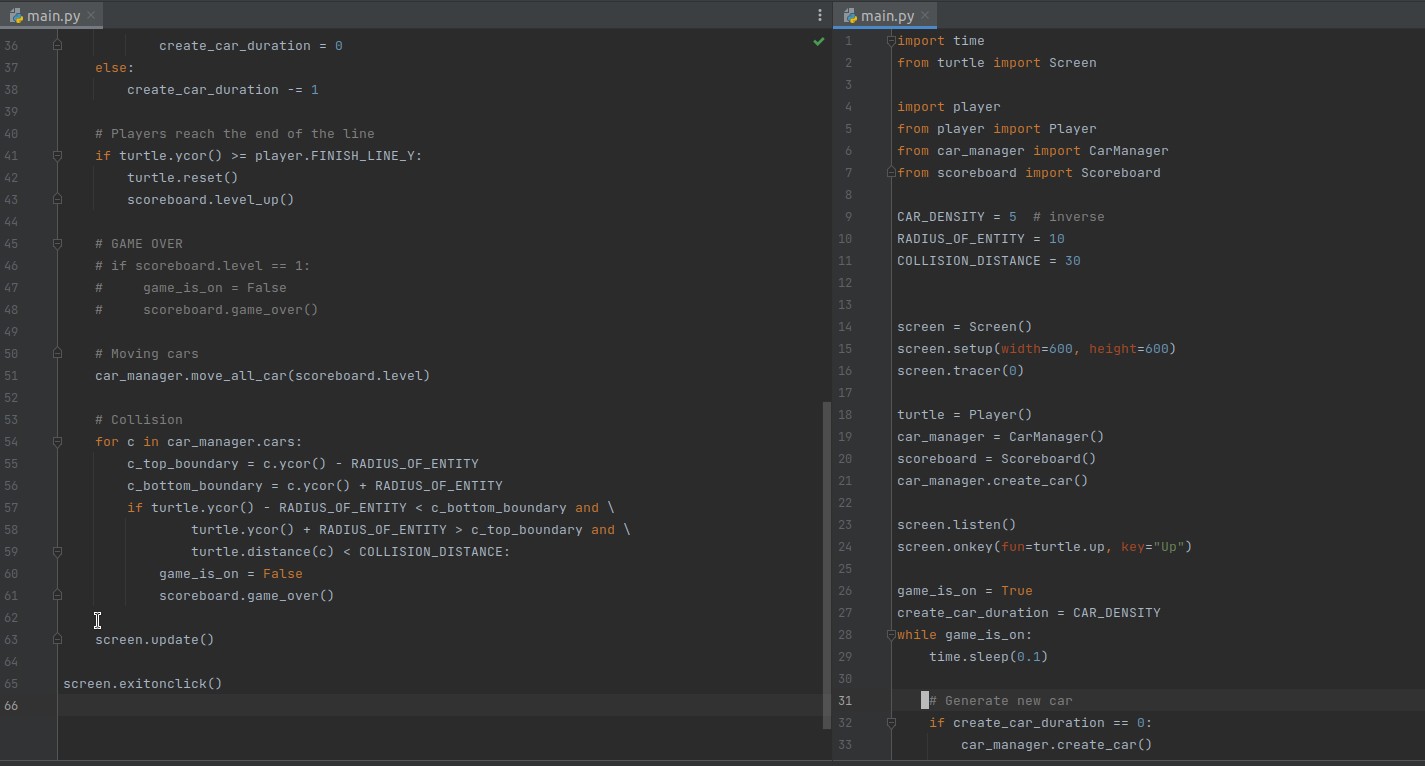 main.py
36 create_car_duration = 0
37 else:
38 create_car_duration -= 1
39
40 # Players reach the end of the line
41 if turtle.ycor() >= player.FINISH_LINE_Y:
42 turtle.reset()
43 scoreboard.level_up()
44
45 # GAME OVER
46 # if scoreboard.level == 1:
47 #     game_is_on = False
48 #     scoreboard.game_over()
49
50 # Moving cars
51 car_manager.move_all_car(scoreboard.level)
52
53 # Collision
54 for c in car_manager.cars:
55 c_top_boundary = c.ycor() - RADIUS_OF_ENTITY
56 c_bottom_boundary = c.ycor() + RADIUS_OF_ENTITY
57 if turtle.ycor() - RADIUS_OF_ENTITY < c_bottom_boundary and \
58 turtle.ycor() + RADIUS_OF_ENTITY > c_top_boundary and \
59 turtle.distance(c) < COLLISION_DISTANCE:
60 game_is_on = False
61 scoreboard.game_over()
62
63 screen.update()
64
65 screen.exitonclick()
66
main.py
1 import time
2 from turtle import Screen
3
4 import player
5 from player import Player
6 from car_manager import CarManager
7 from scoreboard import Scoreboard
8
9 CAR_DENSITY = 5  # inverse
10 RADIUS_OF_ENTITY = 10
11 COLLISION_DISTANCE = 30
12
13
14 screen = Screen()
15 screen.setup(width=600, height=600)
16 screen.tracer(0)
17
18 turtle = Player()
19 car_manager = CarManager()
20 scoreboard = Scoreboard()
21 car_manager.create_car()
22
23 screen.listen()
24 screen.onkey(fun=turtle.up, key="Up")
25
26 game_is_on = True
27 create_car_duration = CAR_DENSITY
28 while game_is_on:
29 time.sleep(0.1)
30
31 # Generate new car
32 if create_car_duration == 0:
33 car_manager.create_car()